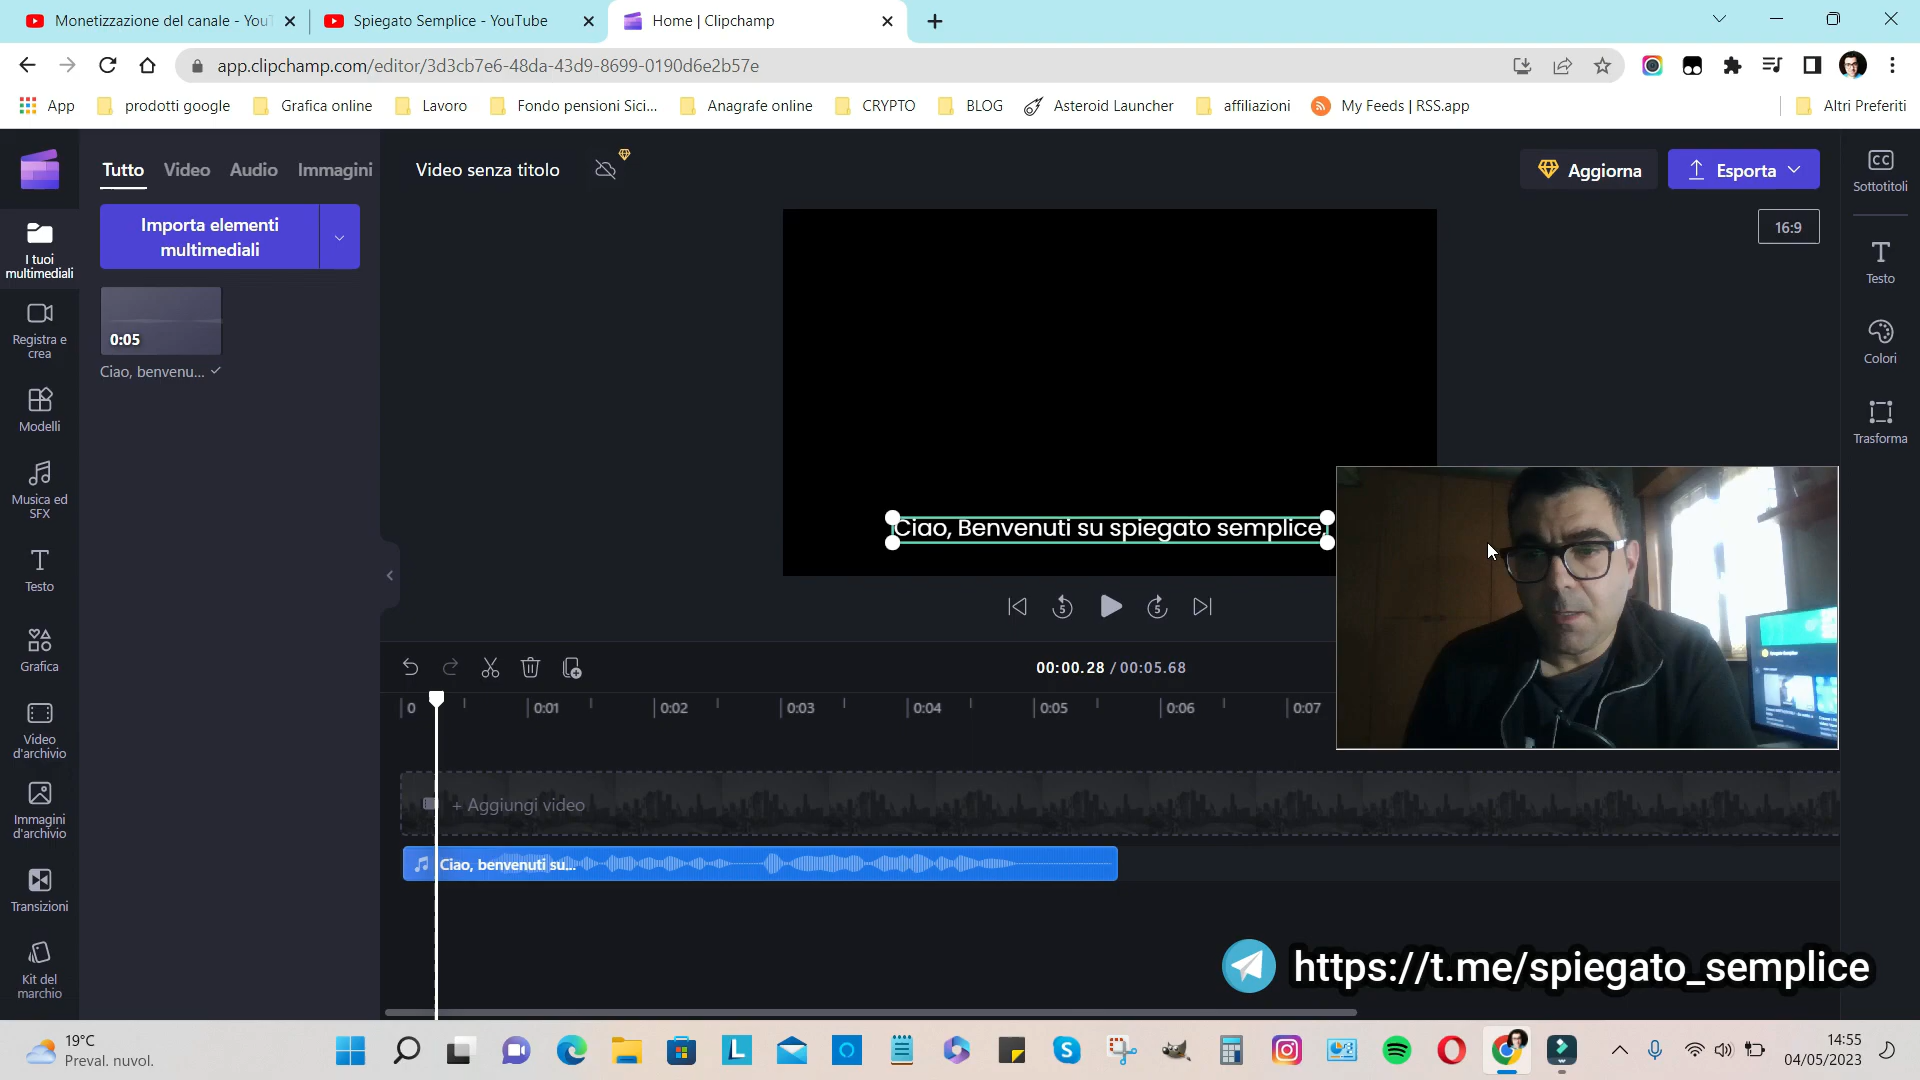 Monetizzazione del canale - You
Spiegato Semplice - YouTube
Home | Clipchamp
app.clipchamp.com/editor/3d3cb7e6-48da-43d9-8699-0190d6e2b57e
App
prodotti google
Grafica online
Lavoro
Fondo pensioni Sici...
Anagrafe online
CRYPTO
BLOG
Asteroid Launcher
affiliazioni
My Feeds | RSS.app
Altri Preferiti
Tutto
Video
Audio
Immagini
Video senza titolo
Aggiorna
Esporta
CC
Sottotitoli
Importa elementi
multimediali
16:9
I tuoi
multimediali
Testo
0:05
Ciao, benvenu...
Registra e
crea
Colori
Modelli
Trasforma
Musica ed
SFX
Ciao, Benvenuti su spiegato semplice,
Testo
5
5
Grafica
00:00.28 / 00:05.68
0
0:01
0:02
0:03
0:04
0:05
0:06
0:07
Video
d'archivio
+ Aggiungi video
Immagini
d'archivio
Ciao, benvenuti su...
Transizioni
Kit del
marchio
https://t.me/spiegato_semplice
19°C
Preval. nuvol.
14:55
04/05/2023